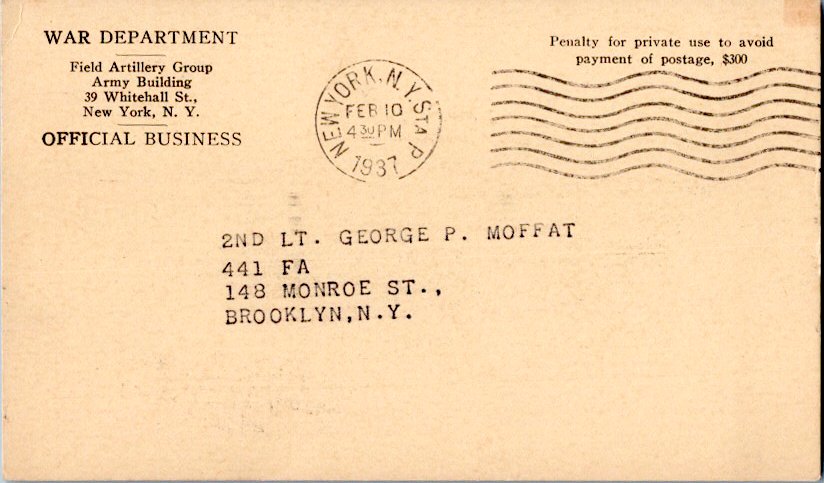 WAR DEPARTMENT
Field Artillery Group
Army Building
39 Whitehall St.,
New York, N. Y.
OFFICIAL BUSINESS
NEW YORK, N.Y. STA P
FEB 10
4 30 PM
1937
Penalty for private use to avoid
payment of postage, $300
2ND LT. GEORGE P. MOFFAT
441 FA
148 MONROE ST.,
BROOKLYN,N.Y.